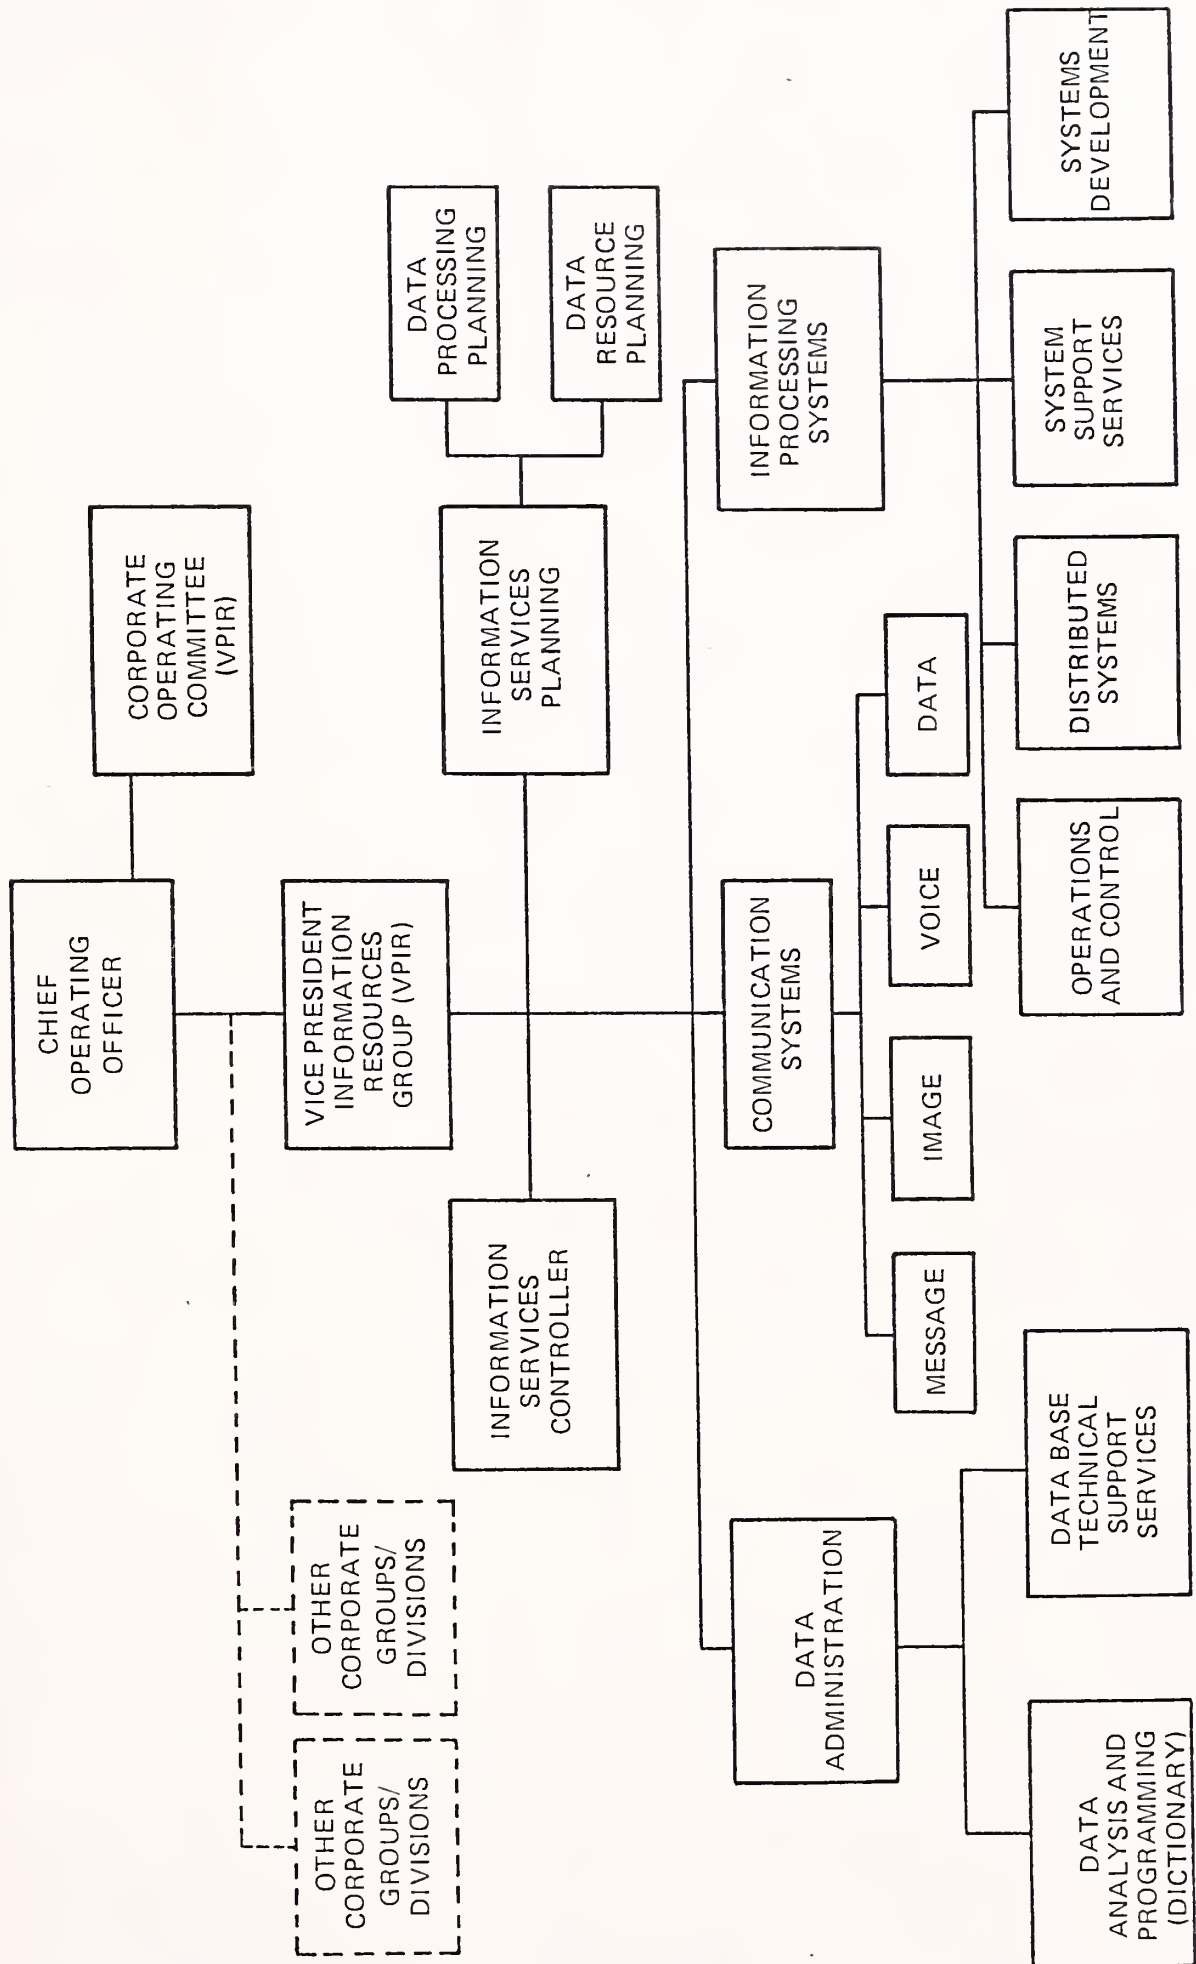 CHIEF
OPERATING
OFFICER
CORPORATE
OPERATING
COMMITTEE
(VPIR)
VICE PRESIDENT
INFORMATION
RESOURCES
GROUP (VPIR)
OTHER
CORPORATE
GROUPS/
DIVISIONS
OTHER
CORPORATE
GROUPS/
DIVISIONS
INFORMATION
SERVICES
CONTROLLER
INFORMATION
SERVICES
PLANNING
DATA
PROCESSING
PLANNING
DATA
RESOURCE
PLANNING
DATA
ADMINISTRATION
COMMUNICATION
SYSTEMS
INFORMATION
PROCESSING
SYSTEMS
MESSAGE
IMAGE
VOICE
DATA
DATA
ANALYSIS AND
PROGRAMMING
(DICTIONARY)
DATA BASE
TECHNICAL
SUPPORT
SERVICES
OPERATIONS
AND CONTROL
DISTRIBUTED
SYSTEMS
SYSTEM
SUPPORT
SERVICES
SYSTEMS
DEVELOPMENT